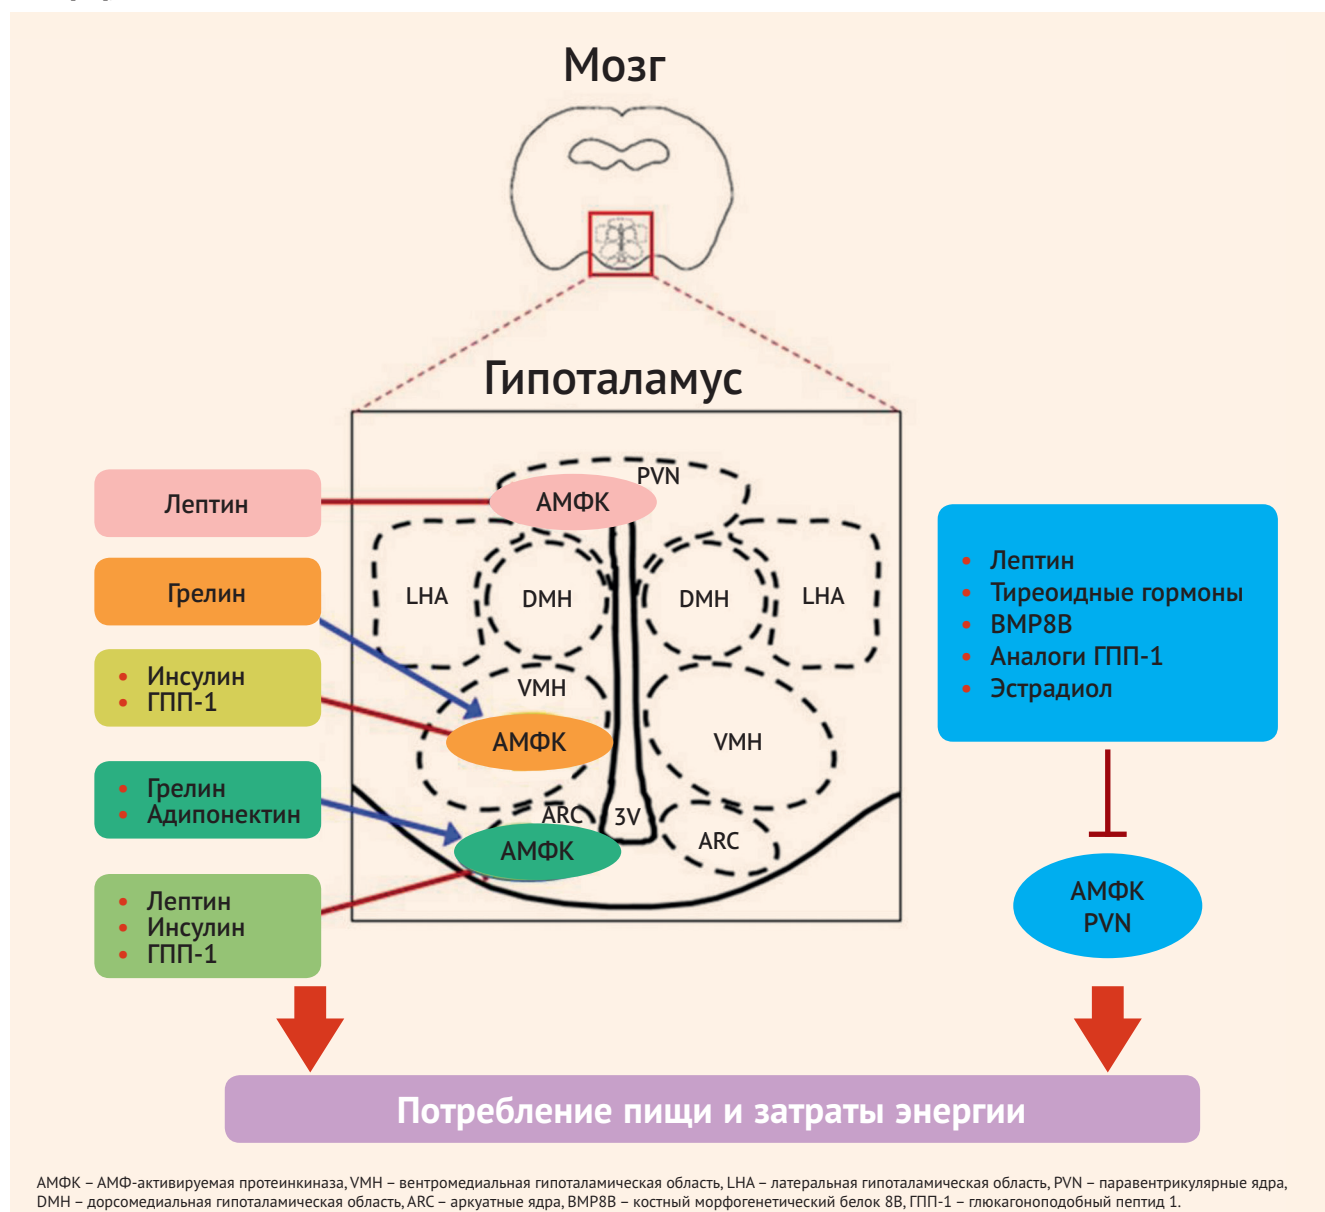 Мозг
Гипоталамус
Лептин
Грелин
• Инсулин
• ГПП-1
• Грелин
• Адипонектин
• Лептин
• Инсулин
• ГПП-1
PVN
АМФК
LHA
DMH
DMH
LHA
VMH
АМФК
VMH
ARC
3V
ARC
АМФК
• Лептин
• Тиреоидные гормоны
• BMP8B
• Аналоги ГПП-1
• Эстрадиол
АМФК
PVN
Потребление пищи и затраты энергии
АМФК – АМФ-активируемая протеинкиназа, VMH – вентромедиальная гипоталамическая область, LHA – латеральная гипоталамическая область, PVN – паравентрикулярные ядра,
DMH – дорсомедиальная гипоталамическая область, ARC – аркуатные ядра, BMP8B – костный морфогенетический белок 8В, ГПП-1 – глюкагоноподобный пептид 1.